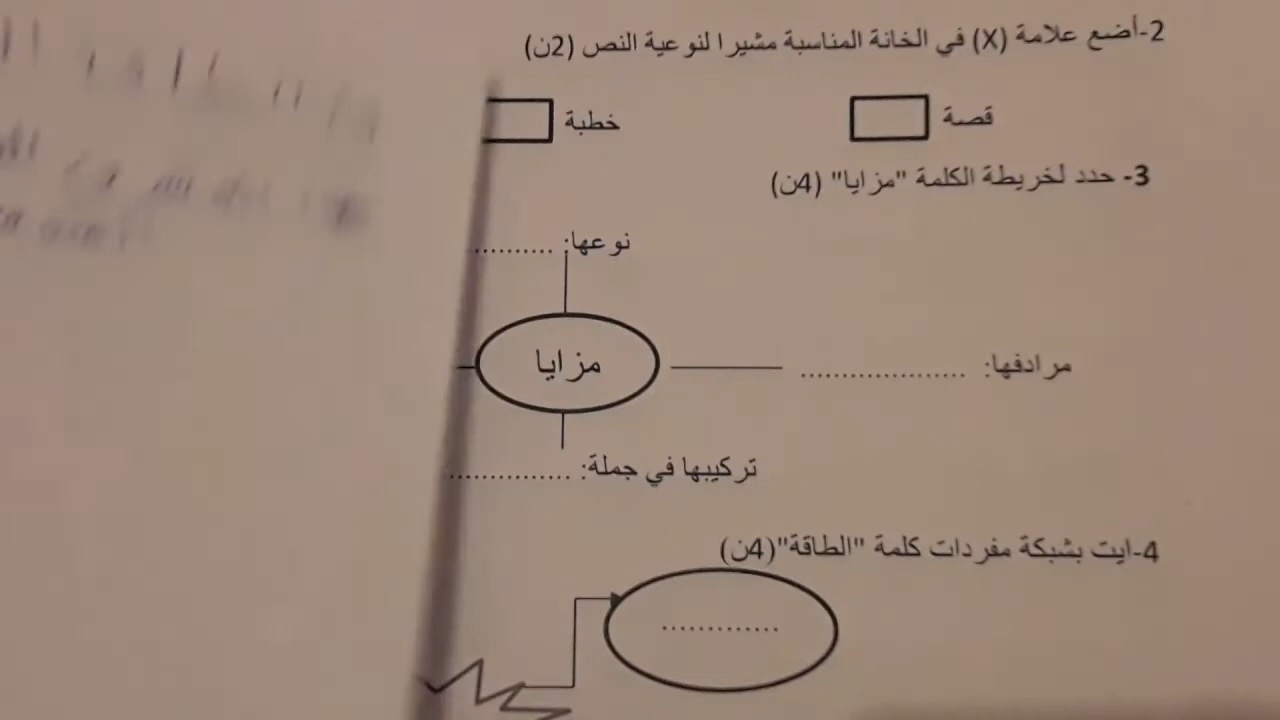 2-أضع علامة (X) في الخانة المناسبة مشيرا لنوعية النص (2ن)
قصة خطبة
3- حدد لخريطة الكلمة "مزايا" (4ن)
نوعها: ..........
مرادفها: .................. مزايا
تركيبها في جملة: ..............
4-ايت بشبكة مفردات كلمة "الطاقة"(4ن)
.............